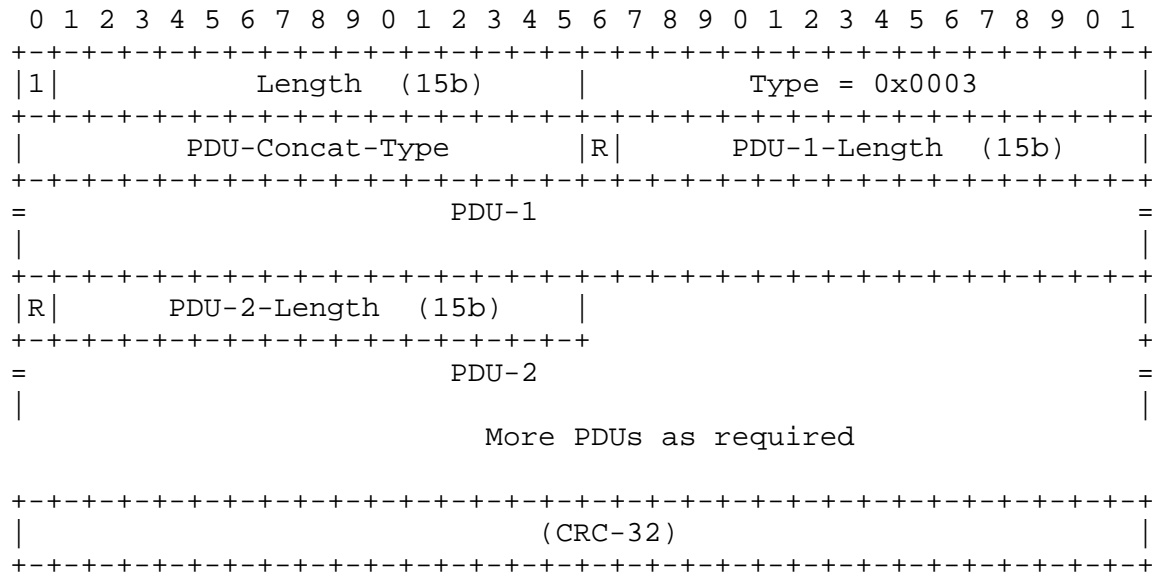 0 1 2 3 4 5 6 7 8 9 0 1 2 3 4 5 6 7 8 9 0 1 2 3 4 5 6 7 8 9 0 1
+-+-+-+-+-+-+-+-+-+-+-+-+-+-+-+-+-+-+-+-+-+-+-+-+-+-+-+-+-+-+-+-+
|1|           Length  (15b)     |         Type = 0x0003         |
+-+-+-+-+-+-+-+-+-+-+-+-+-+-+-+-+-+-+-+-+-+-+-+-+-+-+-+-+-+-+-+-+
|         PDU-Concat-Type       |R|      PDU-1-Length  (15b)    |
+-+-+-+-+-+-+-+-+-+-+-+-+-+-+-+-+-+-+-+-+-+-+-+-+-+-+-+-+-+-+-+-+
=                        PDU-1                                  =
|                                                               |
+-+-+-+-+-+-+-+-+-+-+-+-+-+-+-+-+-+-+-+-+-+-+-+-+-+-+-+-+-+-+-+-+
|R|      PDU-2-Length  (15b)    |                               |
+-+-+-+-+-+-+-+-+-+-+-+-+-+-+-+-+                               +
=                        PDU-2                                  =
|                                                               |
                           More PDUs as required
+-+-+-+-+-+-+-+-+-+-+-+-+-+-+-+-+-+-+-+-+-+-+-+-+-+-+-+-+-+-+-+-+
|                             (CRC-32)                          |
+-+-+-+-+-+-+-+-+-+-+-+-+-+-+-+-+-+-+-+-+-+-+-+-+-+-+-+-+-+-+-+-+